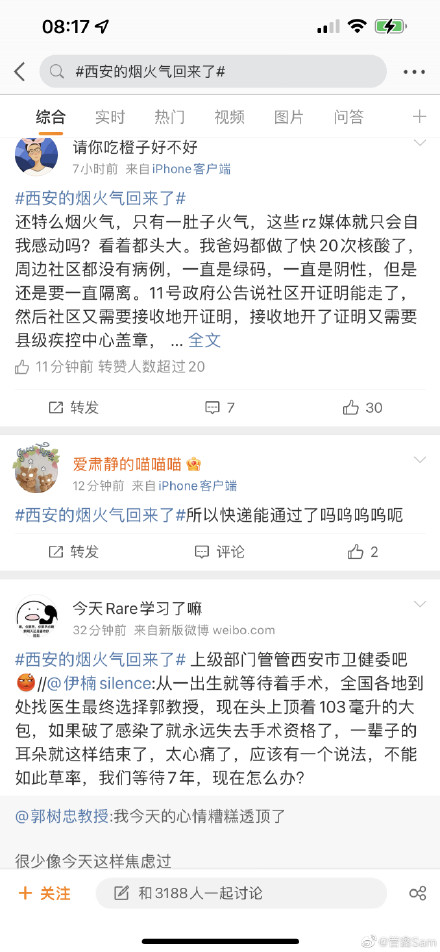 08:17
#西安的烟火气回来了#
综合 实时 热门 视频 图片 问答
请你吃橙子好不好
7小时前 来自iPhone客户端
#西安的烟火气回来了#
还特么烟火气，只有一肚子火气，这些rz媒体就只会自
我感动吗？看着都头大。我爸妈都做了快20次核酸了，
周边社区都没有病例，一直是绿码，一直是阴性，但是
还是要一直隔离。11号政府公告说社区开证明能走了，
然后社区又需要接收地开证明，接收地开了证明又需要
县级疾控中心盖章， ... 全文
11分钟前 转赞人数超过20
转发 7 30
爱肃静的喵喵喵
12分钟前 来自iPhone客户端
#西安的烟火气回来了#所以快递能通过了吗呜呜呜呃
转发 评论 2
今天Rare学习了嘛
32分钟前 来自新版微博 weibo.com
#西安的烟火气回来了# 上级部门管管西安市卫健委吧
//@伊楠silence:从一出生就等待着手术，全国各地到
处找医生最终选择郭教授，现在头上顶着103毫升的大
包，如果破了感染了就永远失去手术资格了，一辈子的
耳朵就这样结束了，太心痛了，应该有一个说法，不能
如此草率，我们等待7年，现在怎么办？
@郭树忠教授:我今天的心情糟糕透顶了
很少像今天这样焦虑过
+ 关注 和3188人一起讨论